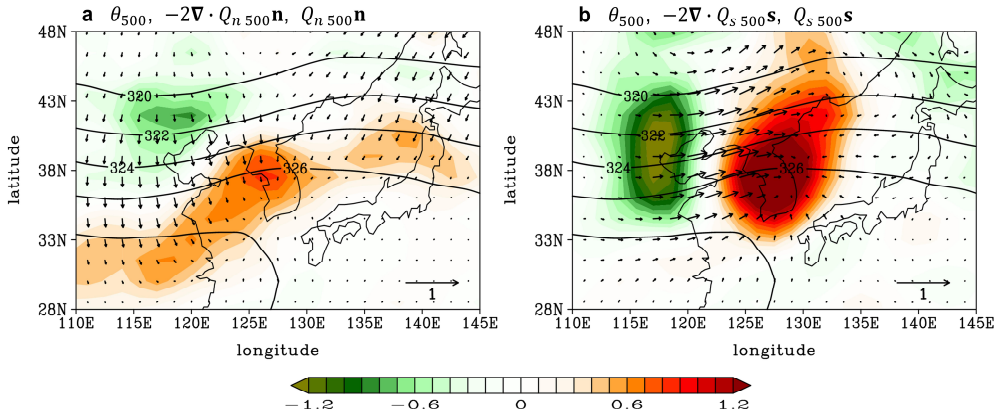 a θ500, −2∇· Qn 500n, Qn 500n
48N
43N
38N
33N
28N
latitude
320
322
324
326
1
110E 115E 120E 125E 130E 135E 140E 145E
longitude
b θ500, −2∇· Qs 500s, Qs 500s
48N
43N
38N
33N
28N
latitude
320
322
324
326
1
110E 115E 120E 125E 130E 135E 140E 145E
longitude
−1.2 −0.6 0 0.6 1.2